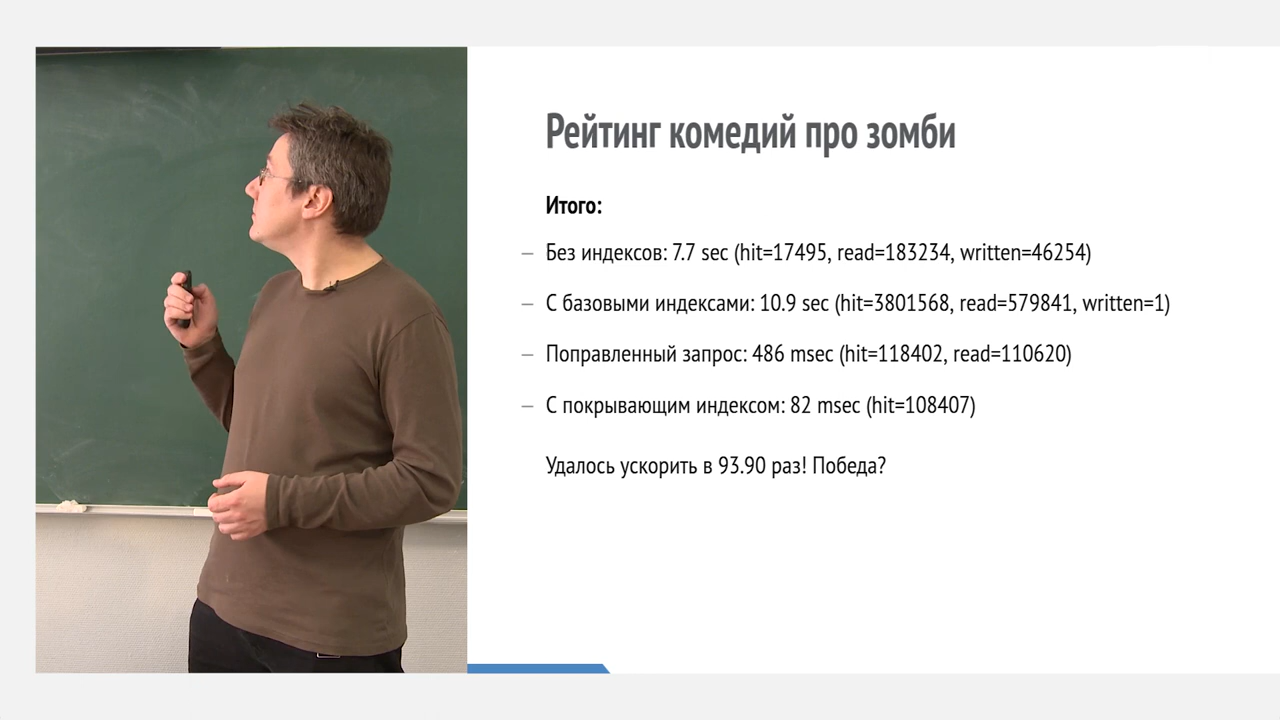 Рейтинг комедий про зомби
Итого:
– Без индексов: 7.7 sec (hit=17495, read=183234, written=46254)
– С базовыми индексами: 10.9 sec (hit=3801568, read=579841, written=1)
– Поправленный запрос: 486 msec (hit=118402, read=110620)
– С покрывающим индексом: 82 msec (hit=108407)
Удалось ускорить в 93.90 раз! Победа?